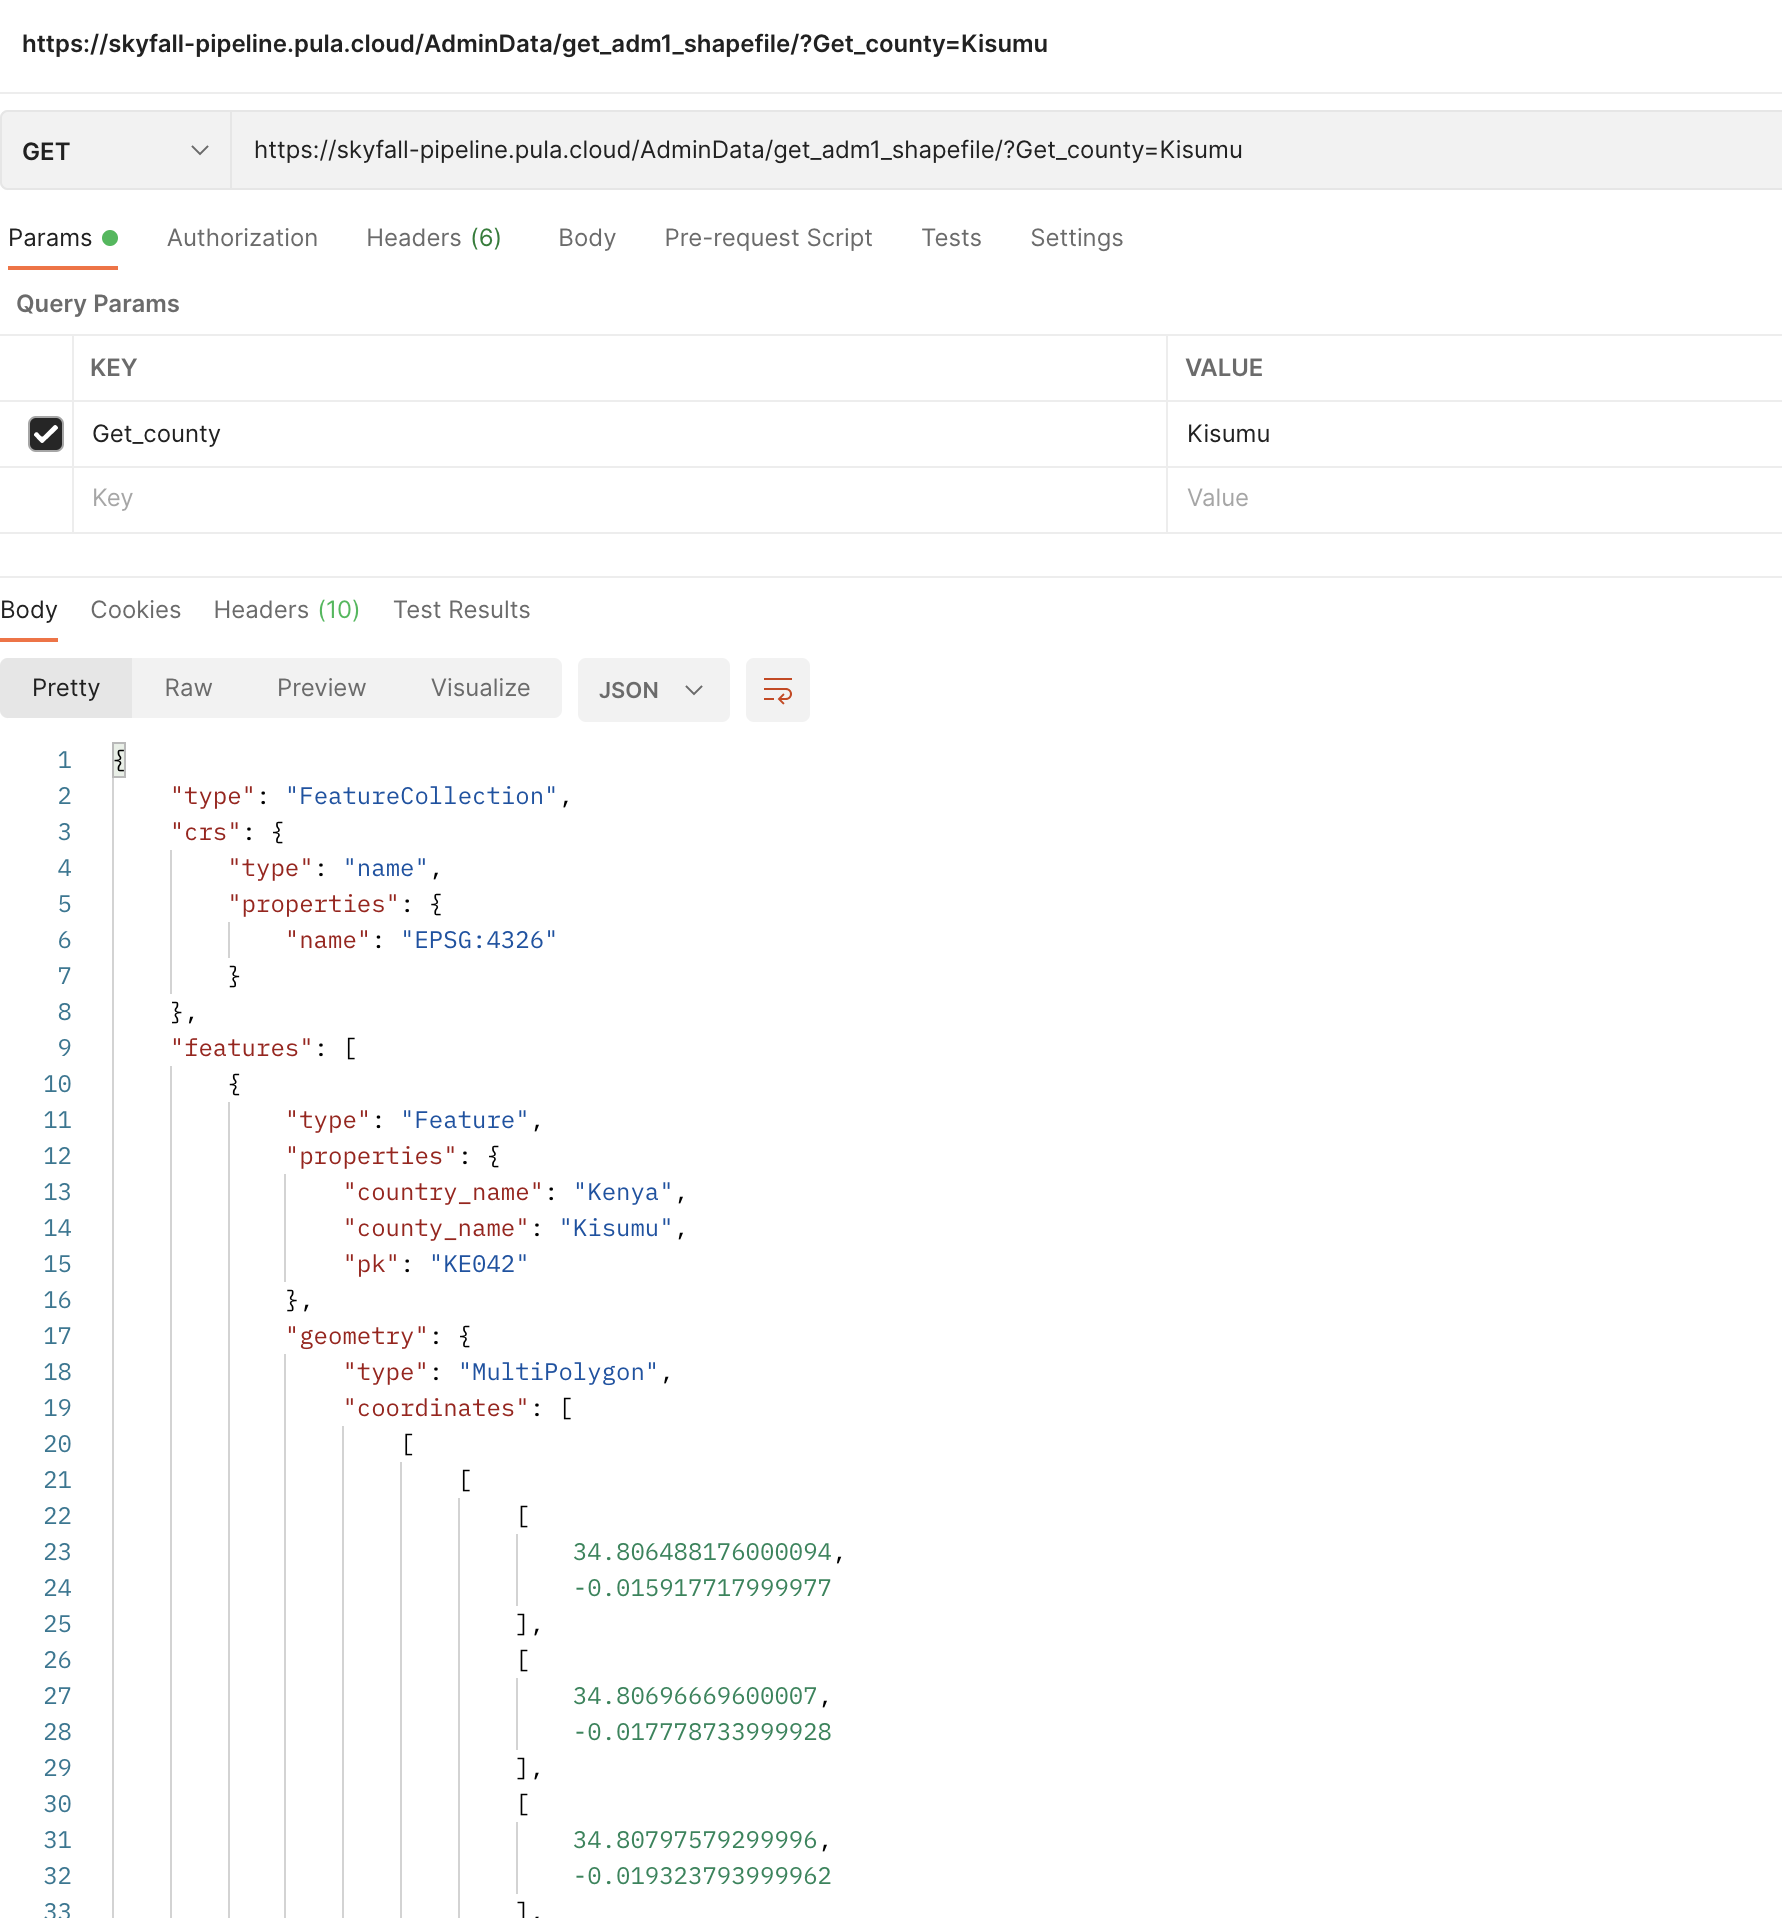 https://skyfall-pipeline.pula.cloud/AdminData/get_adm1_shapefile/?Get_county=Kisumu
GET https://skyfall-pipeline.pula.cloud/AdminData/get_adm1_shapefile/?Get_county=Kisumu
Params Authorization Headers (6) Body Pre-request Script Tests Settings
Query Params
KEY VALUE
Get_county Kisumu
Key Value
Body Cookies Headers (10) Test Results
Pretty Raw Preview Visualize JSON
1 {
2 "type": "FeatureCollection",
3 "crs": {
4 "type": "name",
5 "properties": {
6 "name": "EPSG:4326"
7 }
8 },
9 "features": [
10 {
11 "type": "Feature",
12 "properties": {
13 "country_name": "Kenya",
14 "county_name": "Kisumu",
15 "pk": "KE042"
16 },
17 "geometry": {
18 "type": "MultiPolygon",
19 "coordinates": [
20 [
21 [
22 [
23 34.806488176000094,
24 -0.015917717999977
25 ],
26 [
27 34.80696669600007,
28 -0.017778733999928
29 ],
30 [
31 34.80797579299996,
32 -0.019323793999962
33 ],